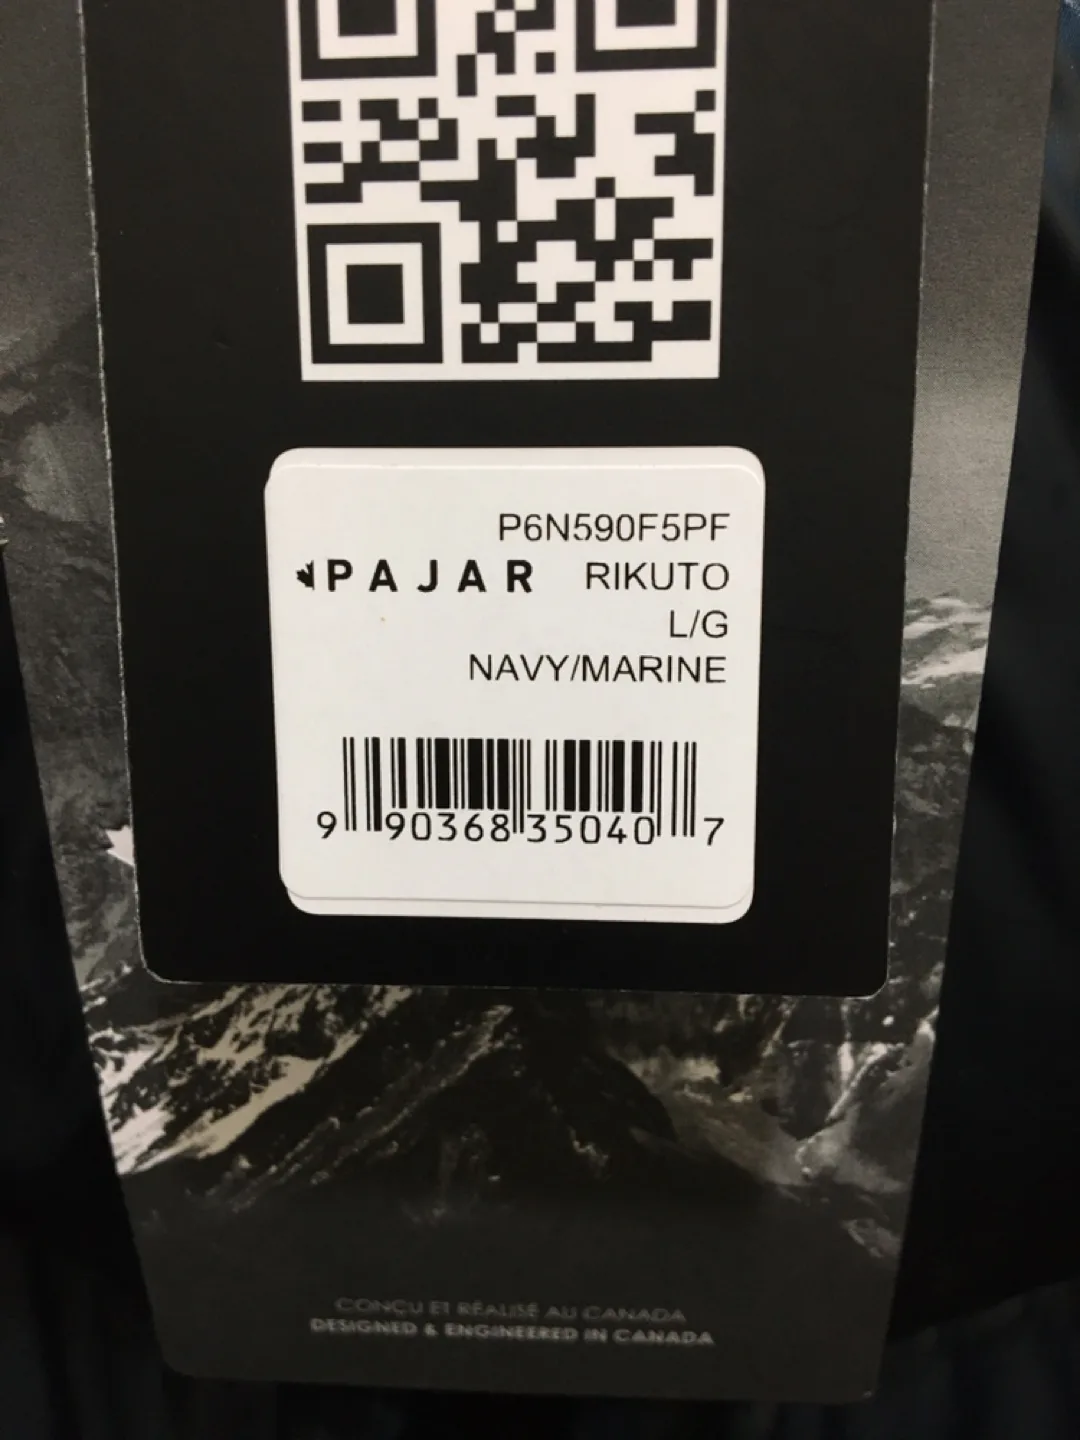 P6N590F5PF
PAJAR RIKUTO
L/G
NAVY/MARINE
9 90368 35040 7
CONÇU ET RÉALISÉ AU CANADA
DESIGNED & ENGINEERED IN CANADA